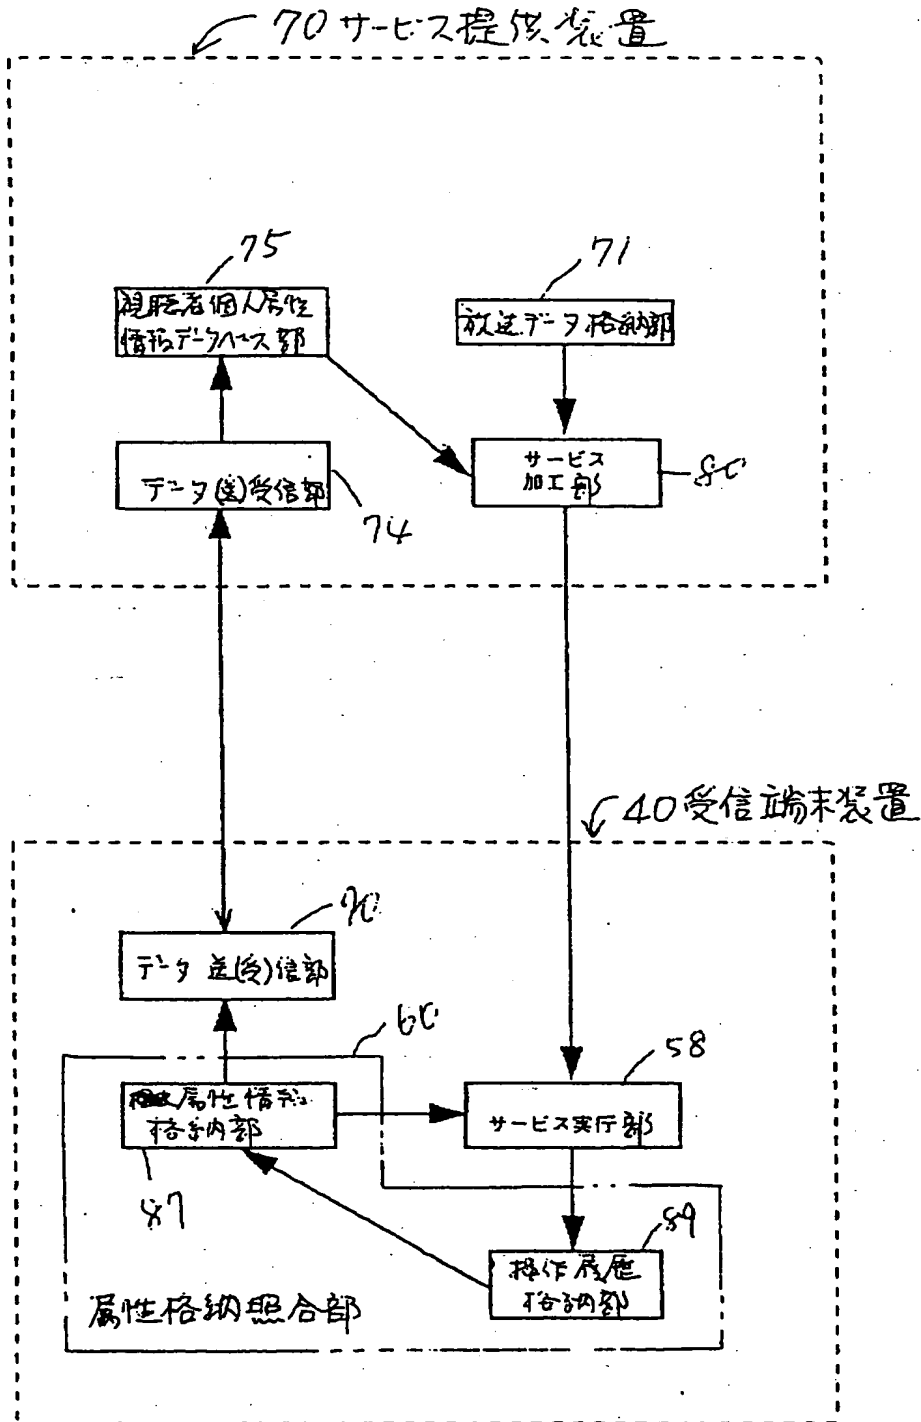 70 サービス提供装置
75
視聴者個人属性
情報データベース部
71
放送データ格納部
データ(送)受信部
74
サービス
加工部
80
40 受信端末装置
データ送(受)信部
60
属性情報
格納部
58
サービス実行部
89
操作履歴
格納部
属性格納照合部